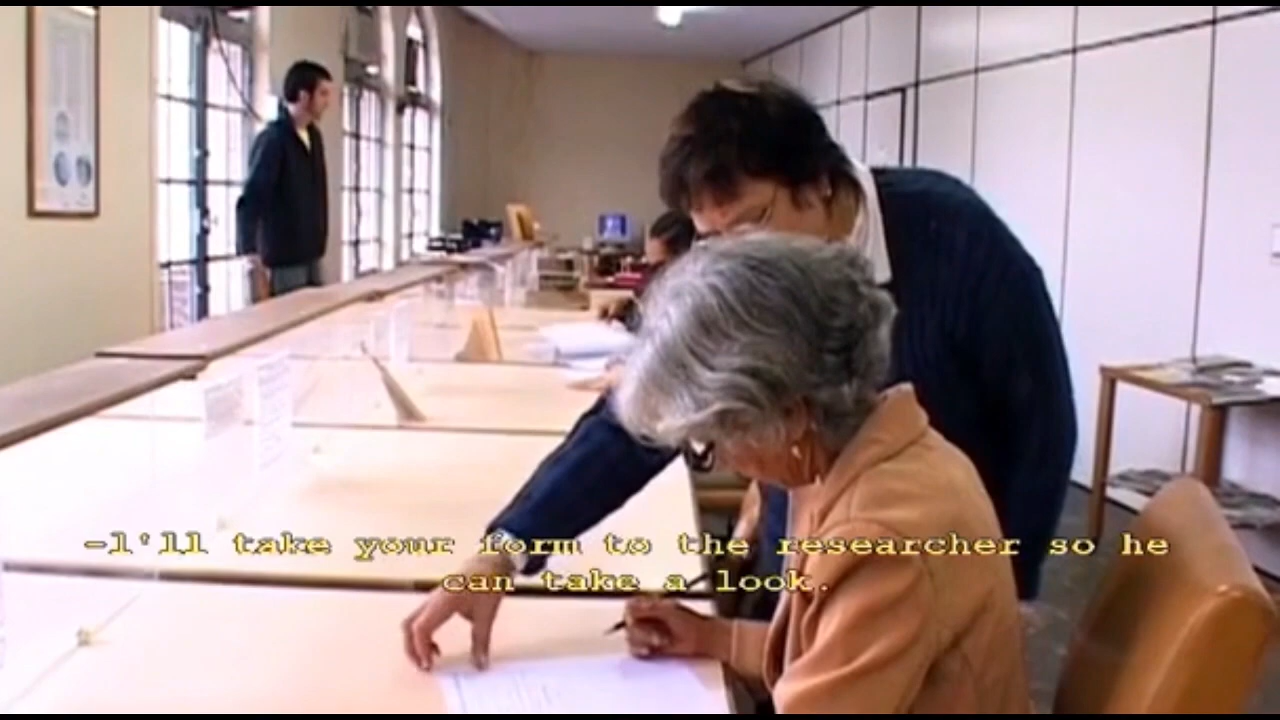 -I'll take your form to the researcher so he
can take a look.